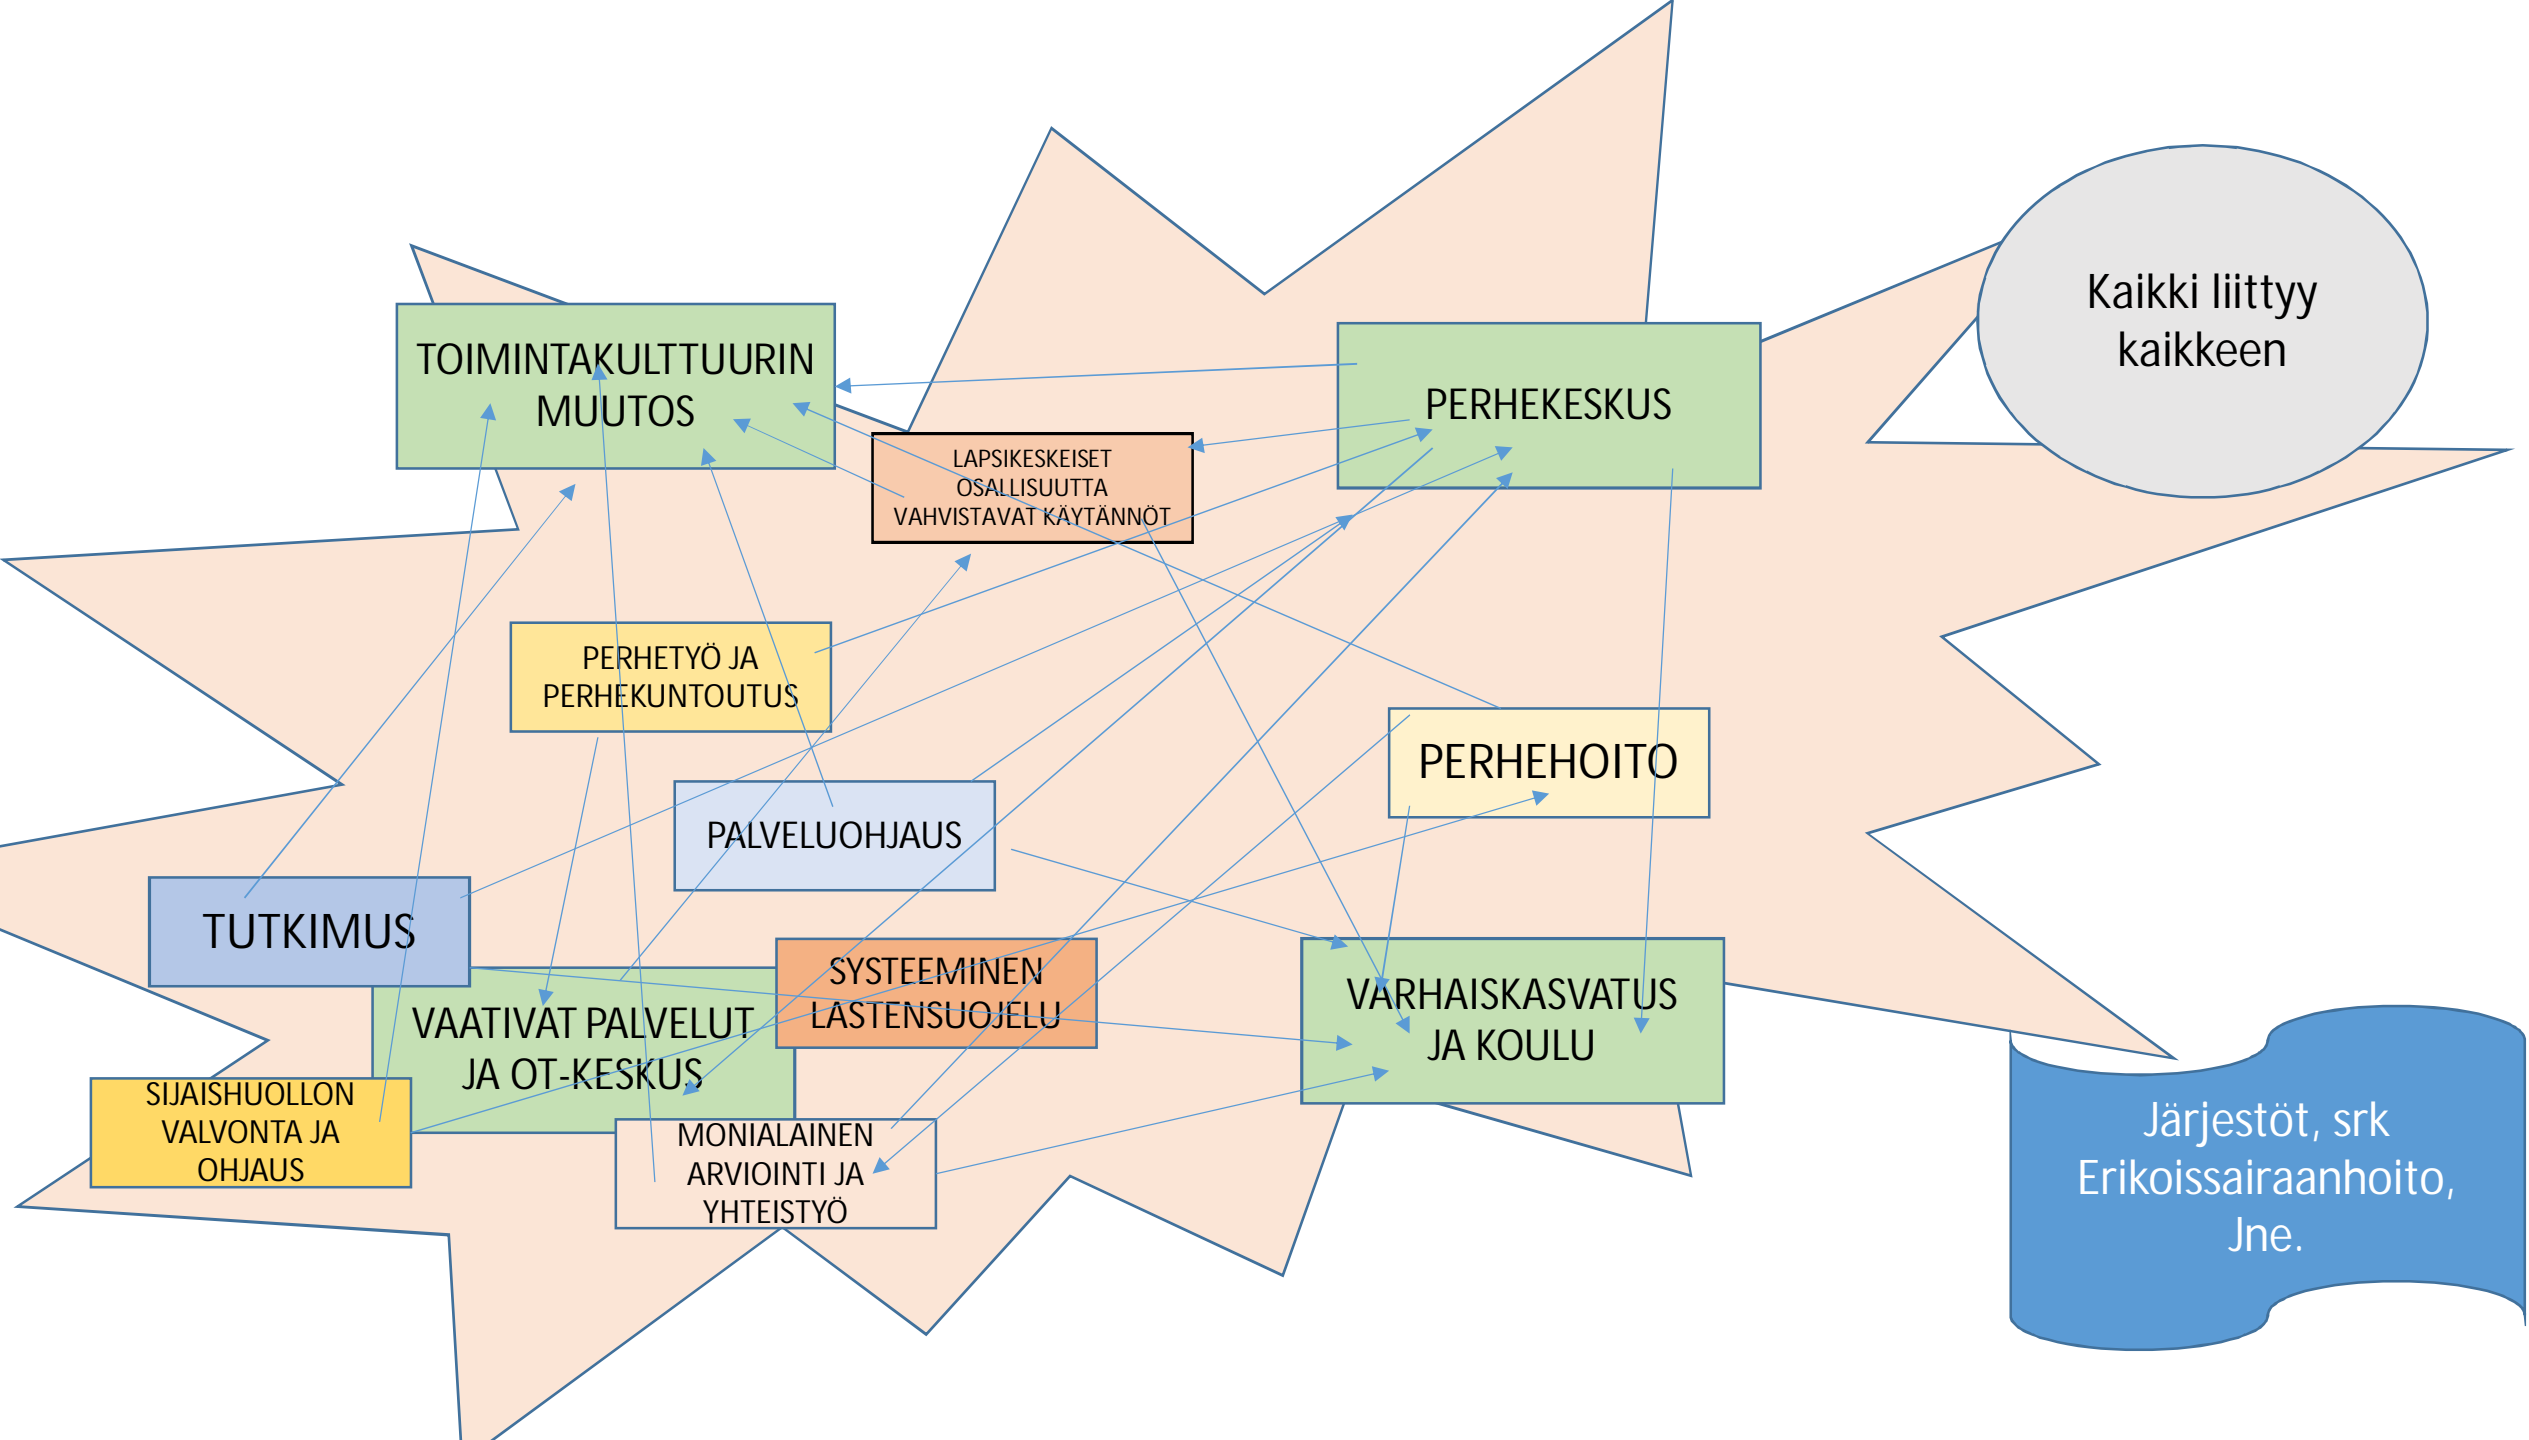 Kaikki liittyy
kaikkeen
TOIMINTAKULTTUURIN
MUUTOS
PERHEKESKUS
LAPSIKESKEISET
OSALLISUUTTA
VAHVISTAVAT KÄYTÄNNÖT
PERHETYÖ JA
PERHEKUNTOUTUS
PERHEHOITO
PALVELUOHJAUS
TUTKIMUS
SYSTEEMINEN
LASTENSUOJELU
VAATIVAT PALVELUT
JA OT-KESKUS
VARHAISKASVATUS
JA KOULU
SIJAISHUOLLON
VALVONTA JA
OHJAUS
MONIALAINEN
ARVIOINTI JA
YHTEISTYÖ
Järjestöt, srk
Erikoissairaanhoito,
Jne.